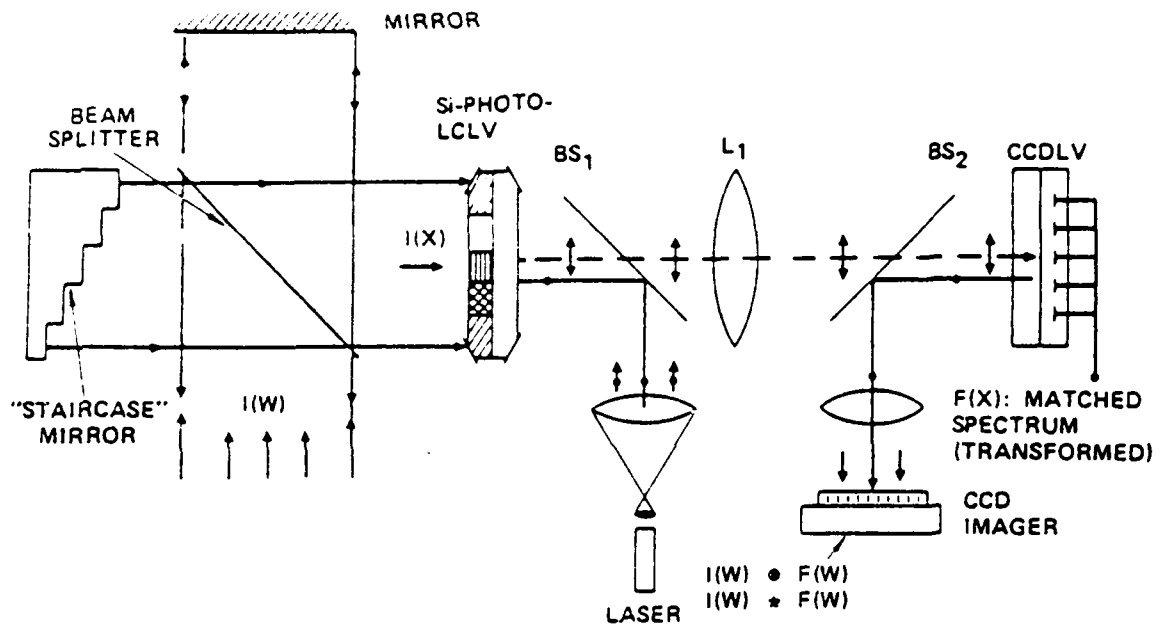 MIRROR
BEAM
SPLITTER
Si-PHOTO-
LCLV
BS1
L1
BS2
CCDLV
I(X)
"STAIRCASE"
MIRROR
I(W)
F(X): MATCHED
SPECTRUM
(TRANSFORMED)
CCD
IMAGER
I(W) ● F(W)
I(W) ★ F(W)
LASER